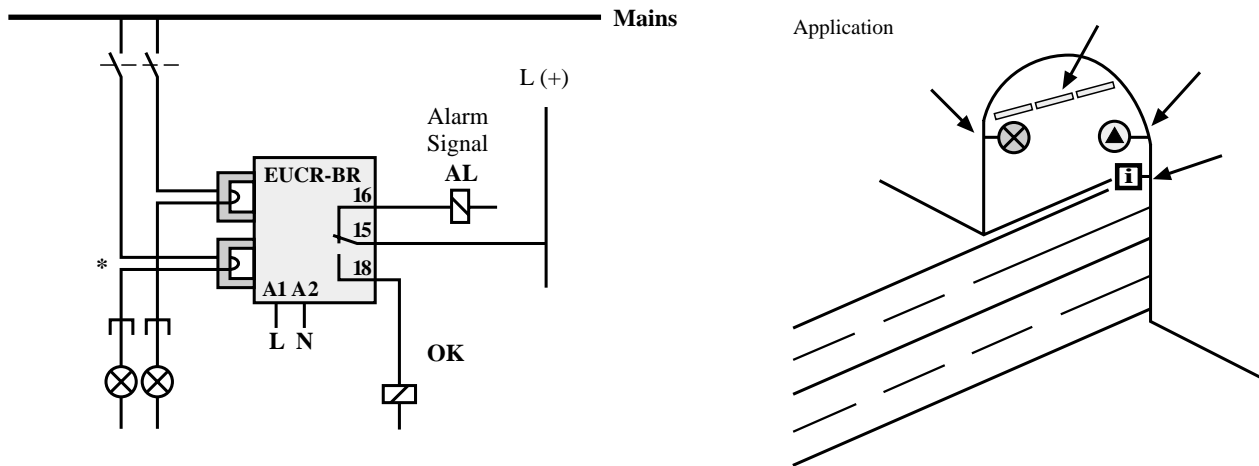 Mains
Application
L (+)
Alarm
Signal
AL
EUCR-BR
16
15
18
*
A1 A2
L N
OK
i